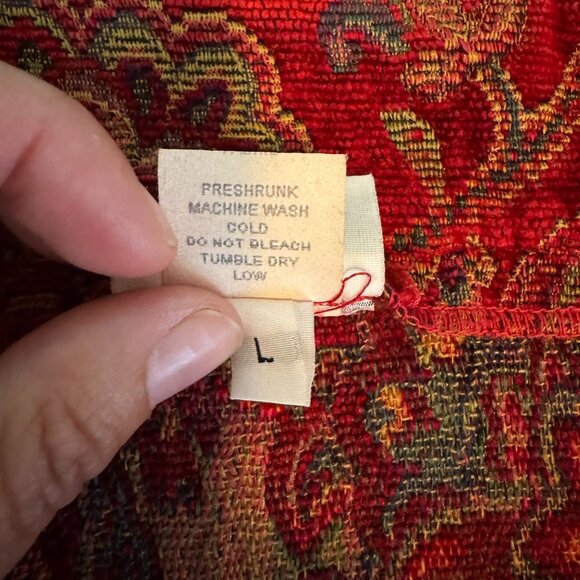 PRESHRUNK
MACHINE WASH
COLD
DO NOT BLEACH
TUMBLE DRY
LOW
L